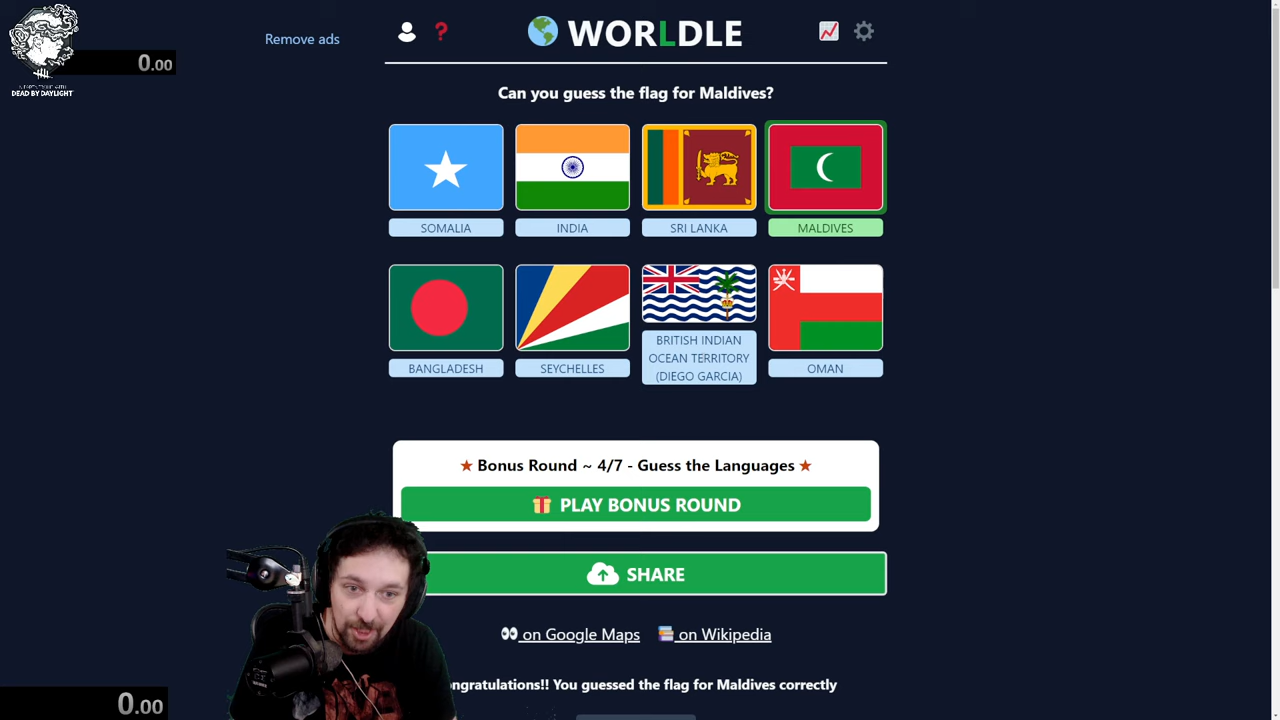 Remove ads
WORLDLE
0.00
DEAD BY DAYLIGHT
Can you guess the flag for Maldives?
SOMALIA
INDIA
SRI LANKA
MALDIVES
BANGLADESH
SEYCHELLES
BRITISH INDIAN
OCEAN TERRITORY
(DIEGO GARCIA)
OMAN
Bonus Round ~ 4/7 - Guess the Languages
PLAY BONUS ROUND
SHARE
on Google Maps
on Wikipedia
ongratulations!! You guessed the flag for Maldives correctly
0.00